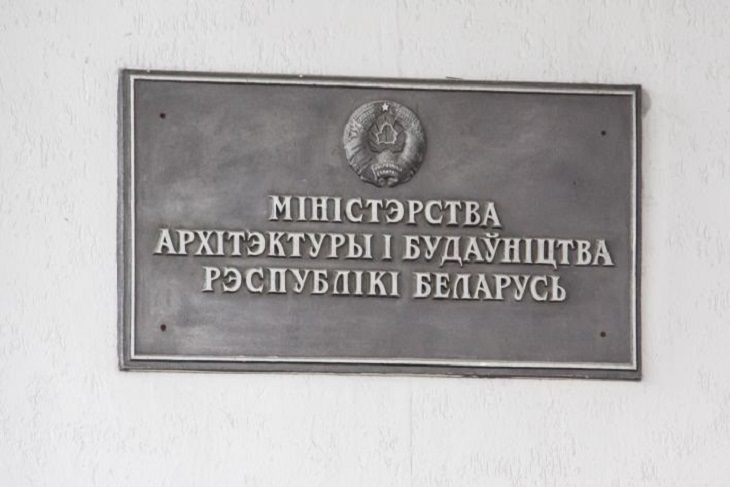 МІНІСТЭРСТВА
АРХІТЭКТУРЫ І БУДАЎНІЦТВА
РЭСПУБЛІКІ БЕЛАРУСЬ